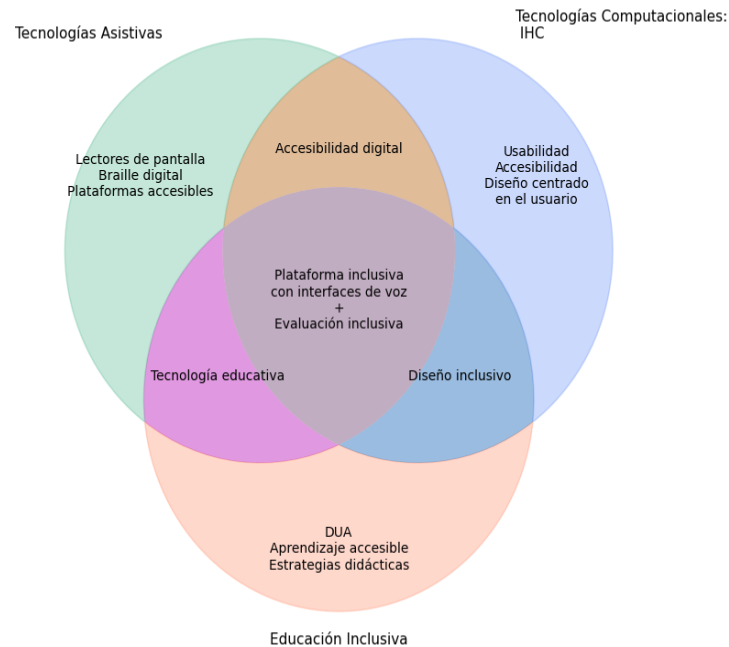 Tecnologías Asistivas
Tecnologías Computacionales:
IHC
Lectores de pantalla
Braille digital
Plataformas accesibles
Accesibilidad digital
Usabilidad
Accesibilidad
Diseño centrado
en el usuario
Plataforma inclusiva
con interfaces de voz
+
Evaluación inclusiva
Tecnología educativa
Diseño inclusivo
DUA
Aprendizaje accesible
Estrategias didácticas
Educación Inclusiva